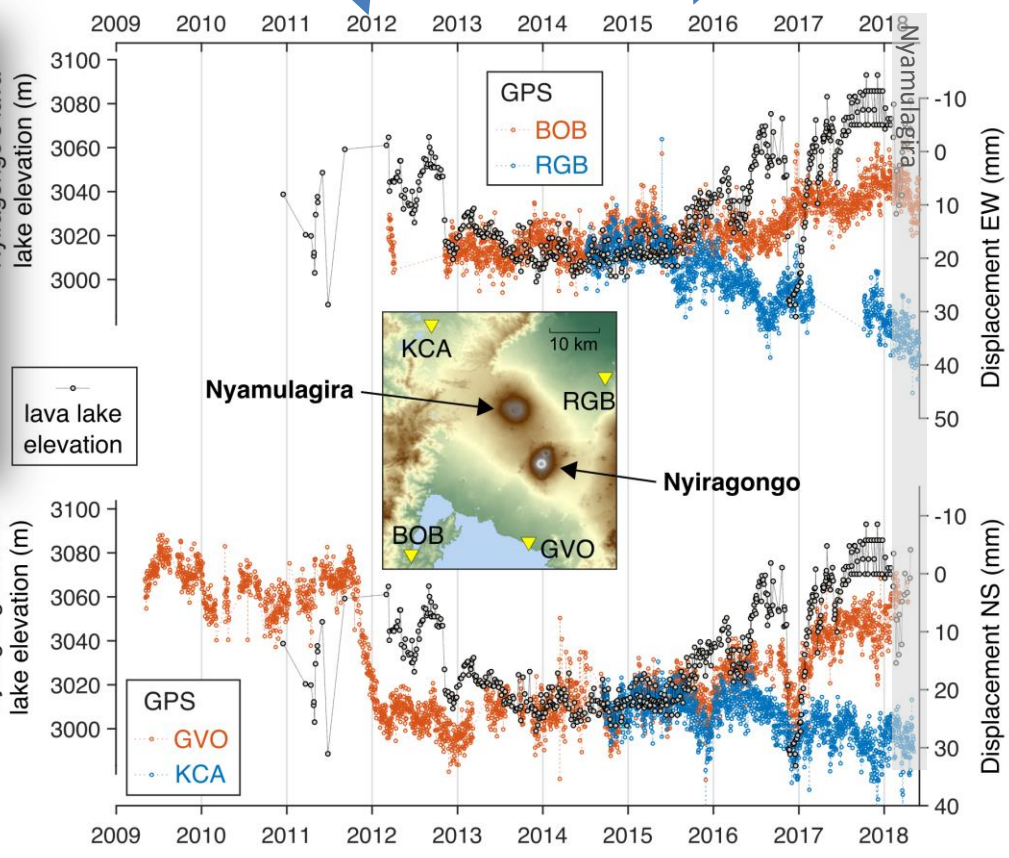 2009 2010 2011 2012 2013 2014 2015 2016 2017 2018
Nyamulagira
lake elevation (m)
3100
3080
3060
3040
3020
3000
GPS
BOB
RGB
-10
0
10
20
30
40
50
Displacement EW (mm)
lava lake
elevation
KCA
10 km
RGB
Nyamulagira
Nyiragongo
BOB
GVO
lake elevation (m)
3100
3080
3060
3040
3020
3000
GPS
GVO
KCA
-10
0
10
20
30
40
Displacement NS (mm)
2009 2010 2011 2012 2013 2014 2015 2016 2017 2018